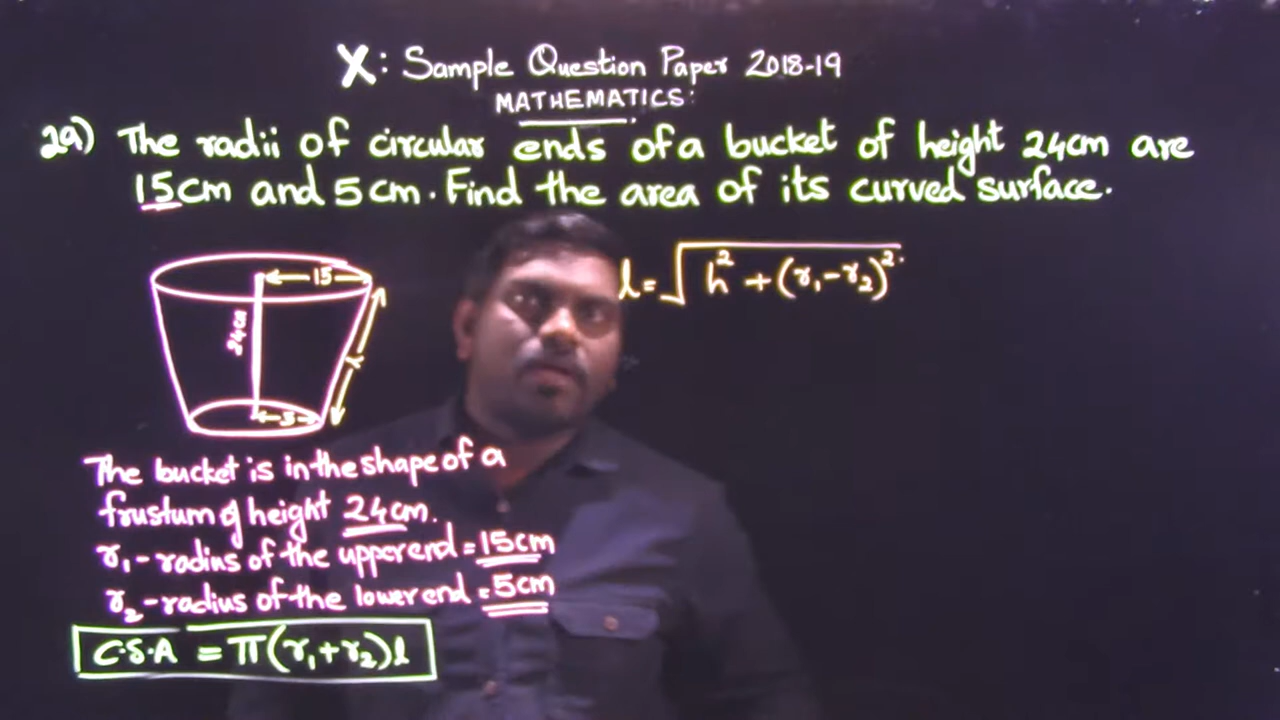 X: Sample Question Paper 2018-19
MATHEMATICS:
29) The radii of circular ends of a bucket of height 24cm are
15cm and 5cm. Find the area of its curved surface.
l = √h² + (r₁-r₂)²
15
24cm
l
5
The bucket is in the shape of a
frustum of height 24cm.
r₁ - radius of the upper end = 15cm
r₂ - radius of the lower end = 5cm
C.S.A = π(r₁+r₂)l